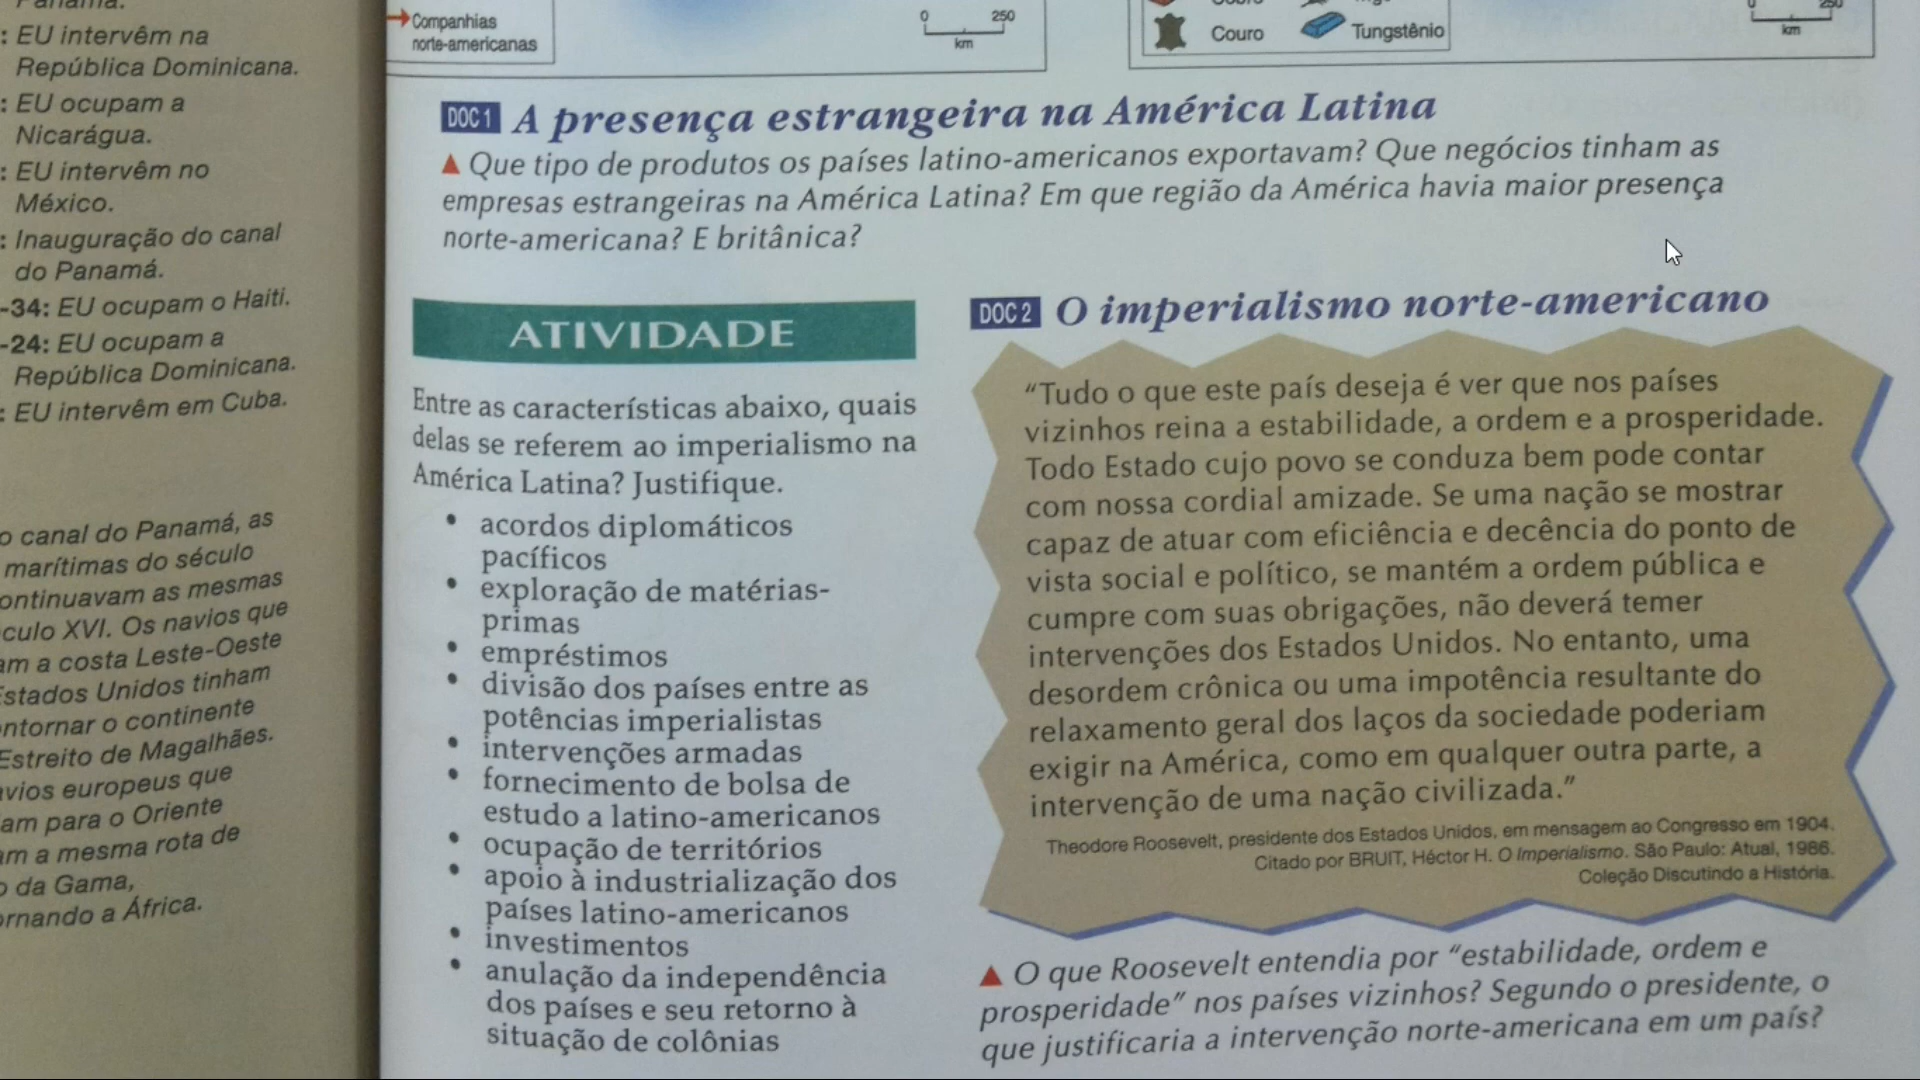 Panamá.
: EU intervêm na
República Dominicana.
: EU ocupam a
Nicarágua.
: EU intervêm no
México.
: Inauguração do canal
do Panamá.
-34: EU ocupam o Haiti.
-24: EU ocupam a
República Dominicana.
: EU intervêm em Cuba.
o canal do Panamá, as
marítimas do século
ontinuavam as mesmas
culo XVI. Os navios que
am a costa Leste-Oeste
Estados Unidos tinham
ontornar o continente
Estreito de Magalhães.
avios europeus que
am para o Oriente
am a mesma rota de
o da Gama,
ornando a África.
Companhias
norte-americanas
0 250
km
Couro
Tungstênio
250
km
DOC 1 A presença estrangeira na América Latina
▲ Que tipo de produtos os países latino-americanos exportavam? Que negócios tinham as
empresas estrangeiras na América Latina? Em que região da América havia maior presença
norte-americana? E britânica?
ATIVIDADE
Entre as características abaixo, quais
delas se referem ao imperialismo na
América Latina? Justifique.
• acordos diplomáticos
pacíficos
• exploração de matérias-
primas
• empréstimos
• divisão dos países entre as
potências imperialistas
• intervenções armadas
• fornecimento de bolsa de
estudo a latino-americanos
• ocupação de territórios
• apoio à industrialização dos
países latino-americanos
• investimentos
• anulação da independência
dos países e seu retorno à
situação de colônias
DOC 2 O imperialismo norte-americano
“Tudo o que este país deseja é ver que nos países
vizinhos reina a estabilidade, a ordem e a prosperidade.
Todo Estado cujo povo se conduza bem pode contar
com nossa cordial amizade. Se uma nação se mostrar
capaz de atuar com eficiência e decência do ponto de
vista social e político, se mantém a ordem pública e
cumpre com suas obrigações, não deverá temer
intervenções dos Estados Unidos. No entanto, uma
desordem crônica ou uma impotência resultante do
relaxamento geral dos laços da sociedade poderiam
exigir na América, como em qualquer outra parte, a
intervenção de uma nação civilizada.”
Theodore Roosevelt, presidente dos Estados Unidos, em mensagem ao Congresso em 1904.
Citado por BRUIT, Héctor H. O Imperialismo. São Paulo: Atual, 1986.
Coleção Discutindo a História.
▲ O que Roosevelt entendia por “estabilidade, ordem e
prosperidade” nos países vizinhos? Segundo o presidente, o
que justificaria a intervenção norte-americana em um país?